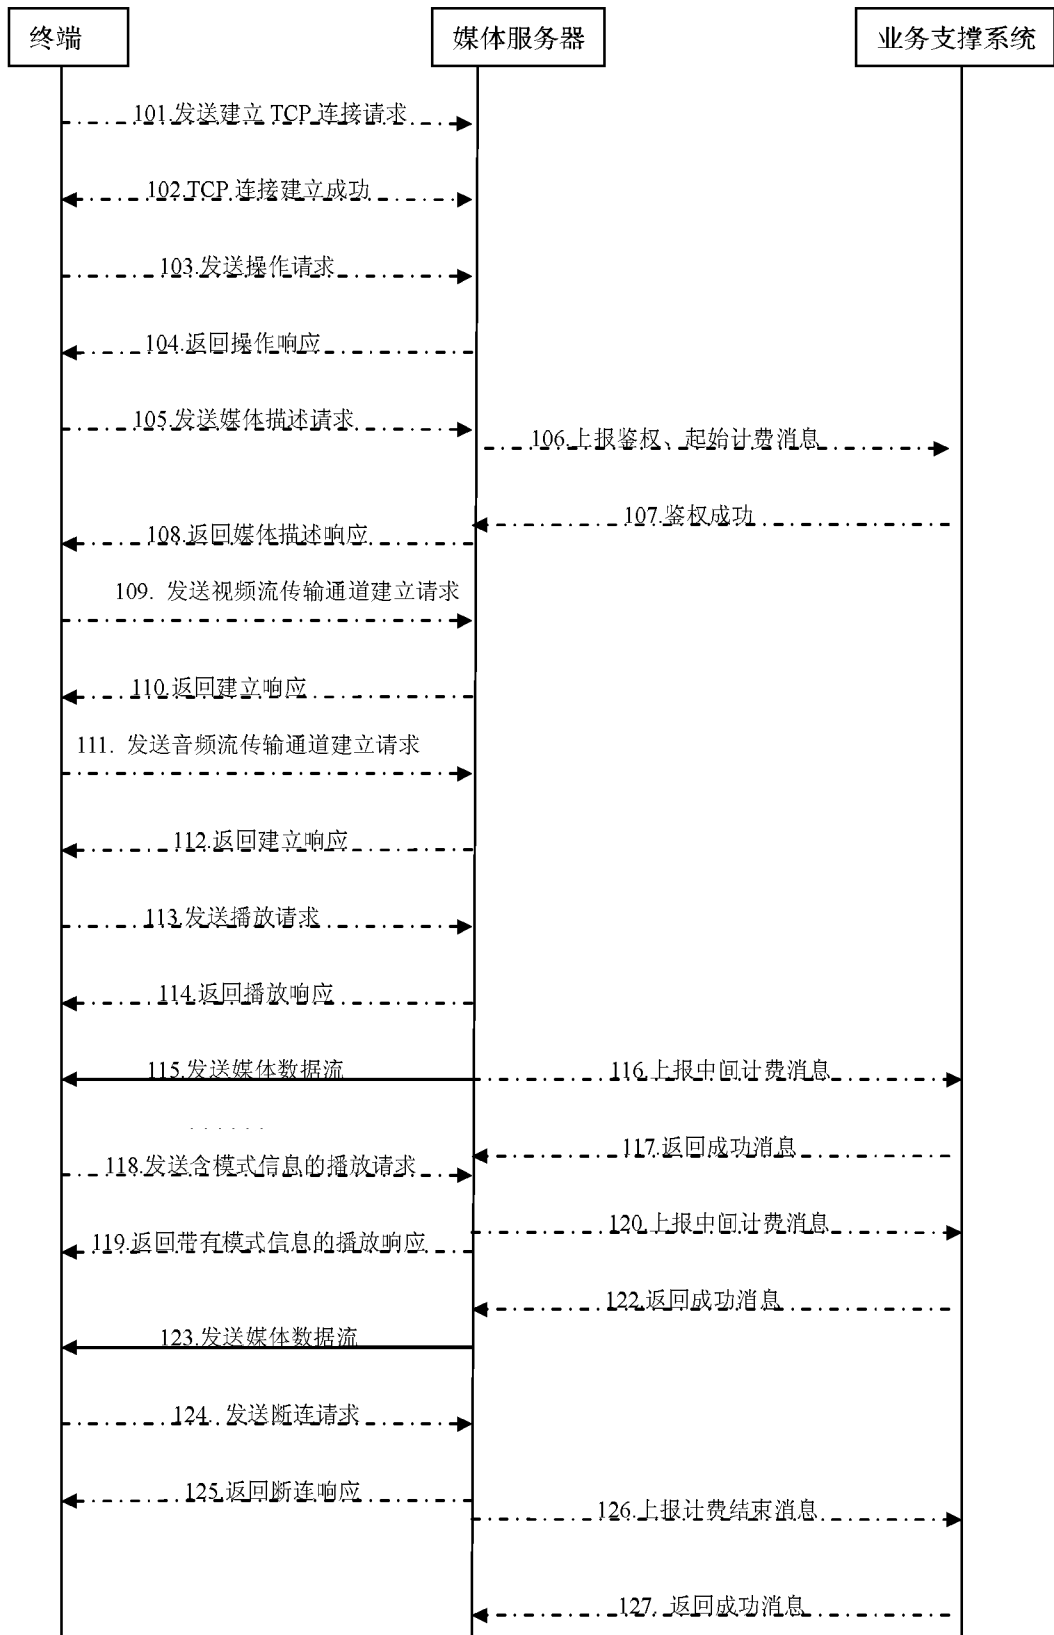 终端
媒体服务器
业务支撑系统
101.发送建立 TCP 连接请求
102.TCP 连接建立成功
103.发送操作请求
104.返回操作响应
105.发送媒体描述请求
106.上报鉴权、起始计费消息
107.鉴权成功
108.返回媒体描述响应
109. 发送视频流传输通道建立请求
110.返回建立响应
111. 发送音频流传输通道建立请求
112.返回建立响应
113.发送播放请求
114.返回播放响应
115.发送媒体数据流
116.上报中间计费消息
......
117.返回成功消息
118.发送含模式信息的播放请求
120.上报中间计费消息
119.返回带有模式信息的播放响应
122.返回成功消息
123.发送媒体数据流
124. 发送断连请求
125.返回断连响应
126.上报计费结束消息
127. 返回成功消息